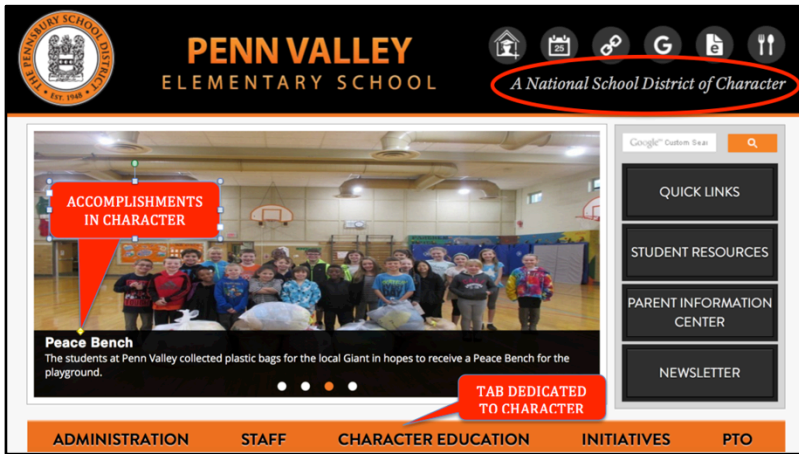 THE PENNSBURY SCHOOL DISTRICT
EST. 1948
PENN VALLEY
ELEMENTARY SCHOOL
25
G
e
A National School District of Character
Google™ Custom Sear
ACCOMPLISHMENTS
IN CHARACTER
QUICK LINKS
STUDENT RESOURCES
PARENT INFORMATION
CENTER
NEWSLETTER
Peace Bench
The students at Penn Valley collected plastic bags for the local Giant in hopes to receive a Peace Bench for the
playground.
TAB DEDICATED
TO CHARACTER
ADMINISTRATION
STAFF
CHARACTER EDUCATION
INITIATIVES
PTO